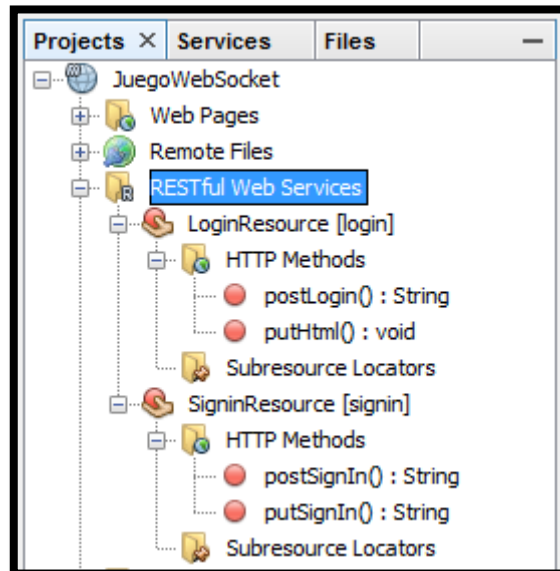 Projects Services Files
JuegoWebSocket
Web Pages
Remote Files
RESTful Web Services
LoginResource [login]
HTTP Methods
postLogin() : String
putHtml() : void
Subresource Locators
SigninResource [signin]
HTTP Methods
postSignIn() : String
putSignIn() : String
Subresource Locators